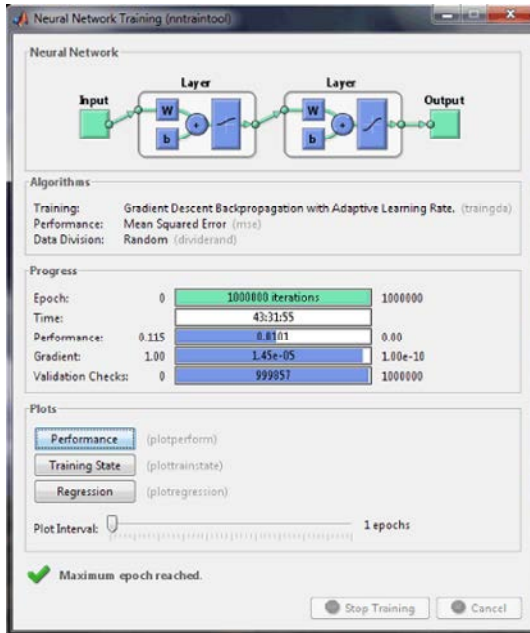 Neural Network Training (nntraintool)
Neural Network
Layer Layer
Input W b + W b + Output
Algorithms
Training: Gradient Descent Backpropagation with Adaptive Learning Rate. (traingda)
Performance: Mean Squared Error (mse)
Data Division: Random (dividerand)
Progress
Epoch: 0 1000000 iterations 1000000
Time: 43:31:55
Performance: 0.115 0.0101 0.00
Gradient: 1.00 1.45e-05 1.00e-10
Validation Checks: 0 999857 1000000
Plots
Performance (plotperform)
Training State (plottrainstate)
Regression (plotregression)
Plot Interval: 1 epochs
Maximum epoch reached.
Stop Training Cancel